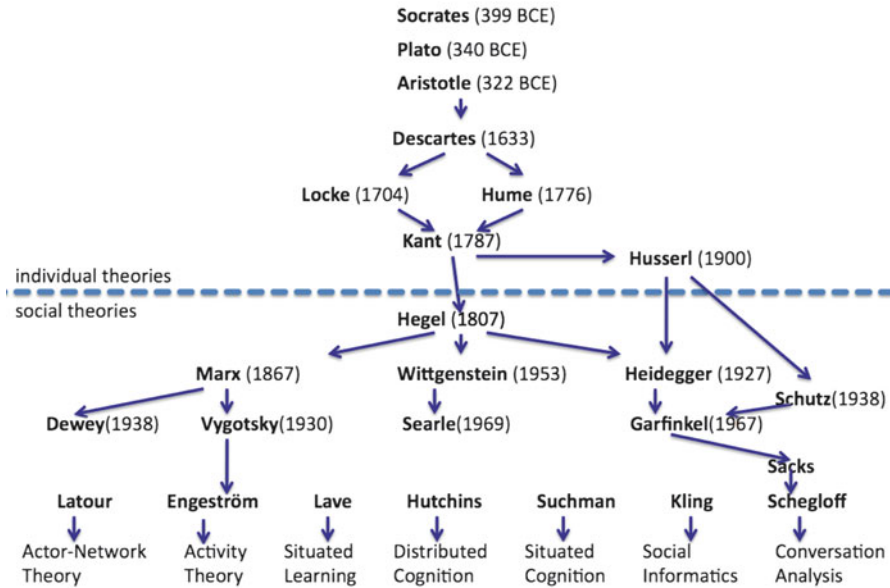 Socrates (399 BCE)
Plato (340 BCE)
Aristotle (322 BCE)
Descartes (1633)
Locke (1704) Hume (1776)
Kant (1787)
Husserl (1900)
individual theories
social theories
Hegel (1807)
Marx (1867) Wittgenstein (1953) Heidegger (1927)
Schutz (1938)
Dewey(1938) Vygotsky(1930) Searle(1969) Garfinkel(1967)
Sacks
Latour Engeström Lave Hutchins Suchman Kling Schegloff
Actor-Network Activity Situated Distributed Situated Social Conversation
Theory Theory Learning Cognition Cognition Informatics Analysis